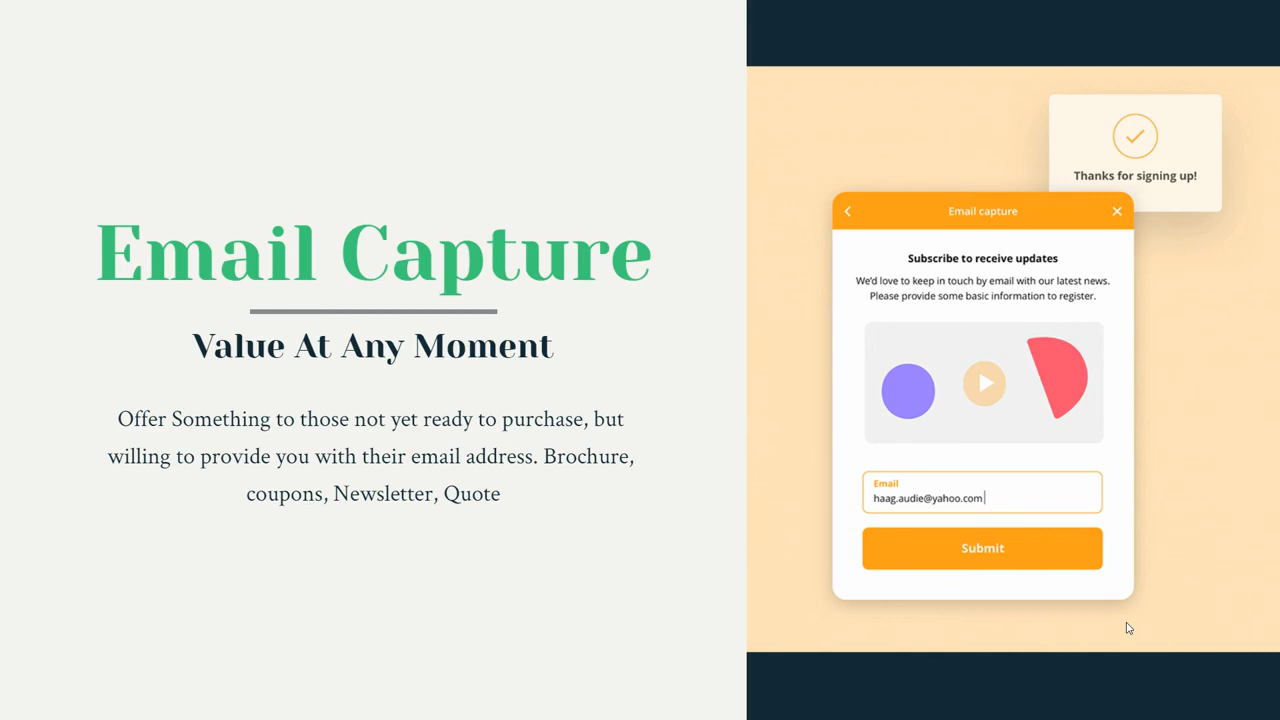 Email Capture
Value At Any Moment
Offer Something to those not yet ready to purchase, but
willing to provide you with their email address. Brochure,
coupons, Newsletter, Quote
Thanks for signing up!
Email capture
Subscribe to receive updates
We'd love to keep in touch by email with our latest news.
Please provide some basic information to register.
Email
haag.audie@yahoo.com
Submit